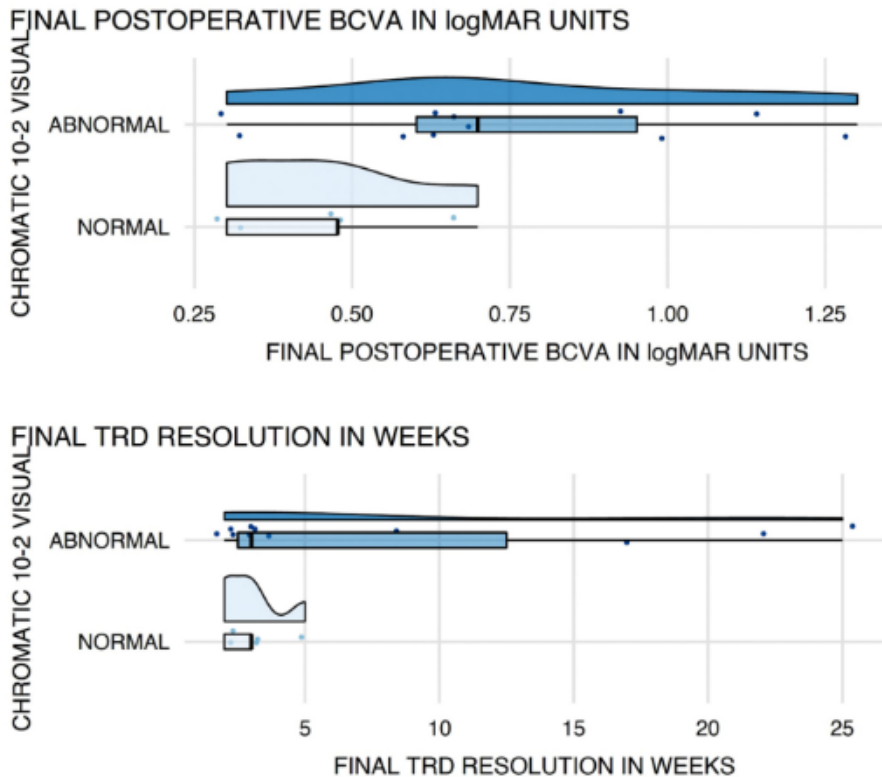 FINAL POSTOPERATIVE BCVA IN logMAR UNITS
CHROMATIC 10-2 VISUAL
ABNORMAL
NORMAL
0.25 0.50 0.75 1.00 1.25
FINAL POSTOPERATIVE BCVA IN logMAR UNITS
FINAL TRD RESOLUTION IN WEEKS
CHROMATIC 10-2 VISUAL
ABNORMAL
NORMAL
5 10 15 20 25
FINAL TRD RESOLUTION IN WEEKS